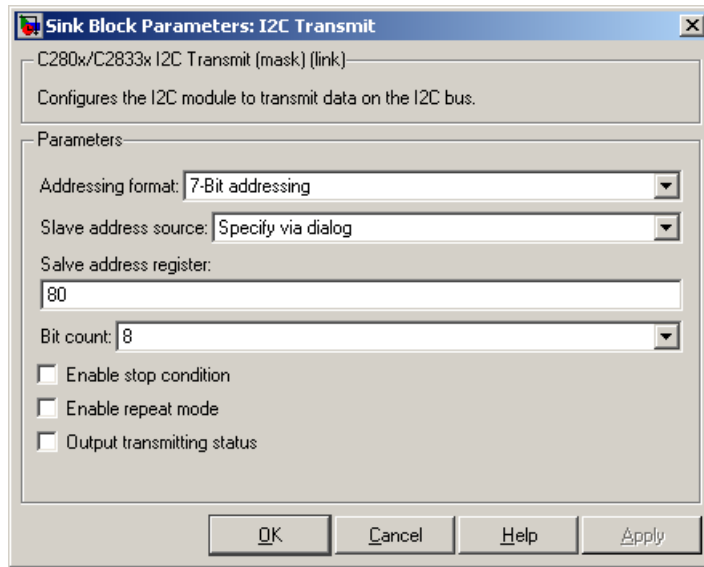 Sink Block Parameters: I2C Transmit
C280x/C2833x I2C Transmit (mask) (link)
Configures the I2C module to transmit data on the I2C bus.
Parameters
Addressing format: 7-Bit addressing
Slave address source: Specify via dialog
Salve address register:
80
Bit count: 8
Enable stop condition
Enable repeat mode
Output transmitting status
OK Cancel Help Apply